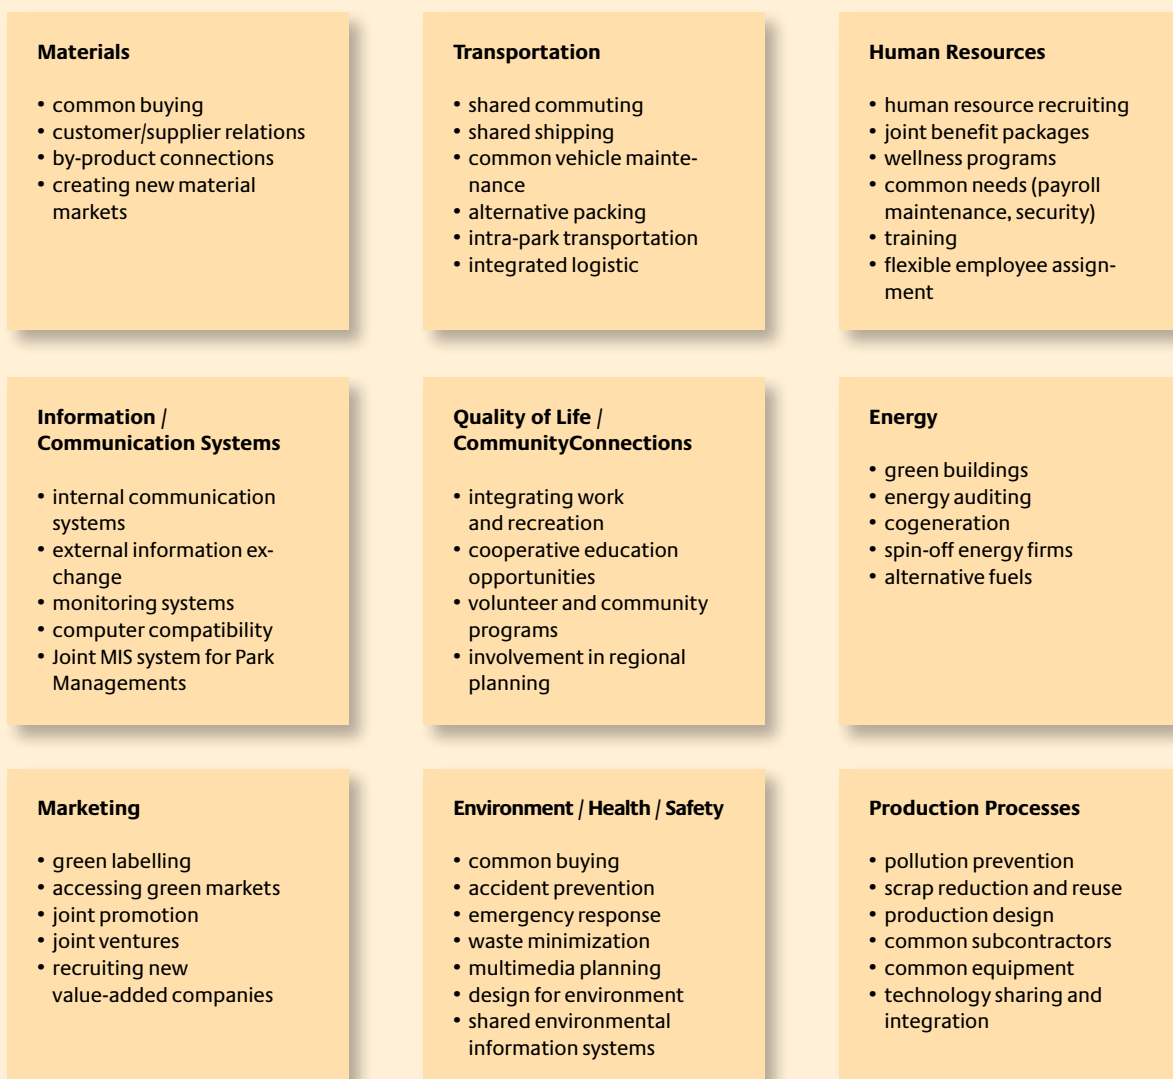 Materials
• common buying
• customer/supplier relations
• by-product connections
• creating new material
markets
Transportation
• shared commuting
• shared shipping
• common vehicle mainte-
nance
• alternative packing
• intra-park transportation
• integrated logistic
Human Resources
• human resource recruiting
• joint benefit packages
• wellness programs
• common needs (payroll
maintenance, security)
• training
• flexible employee assign-
ment
Information /
Communication Systems
• internal communication
systems
• external information ex-
change
• monitoring systems
• computer compatibility
• Joint MIS system for Park
Managements
Quality of Life /
CommunityConnections
• integrating work
and recreation
• cooperative education
opportunities
• volunteer and community
programs
• involvement in regional
planning
Energy
• green buildings
• energy auditing
• cogeneration
• spin-off energy firms
• alternative fuels
Marketing
• green labelling
• accessing green markets
• joint promotion
• joint ventures
• recruiting new
value-added companies
Environment / Health / Safety
• common buying
• accident prevention
• emergency response
• waste minimization
• multimedia planning
• design for environment
• shared environmental
information systems
Production Processes
• pollution prevention
• scrap reduction and reuse
• production design
• common subcontractors
• common equipment
• technology sharing and
integration